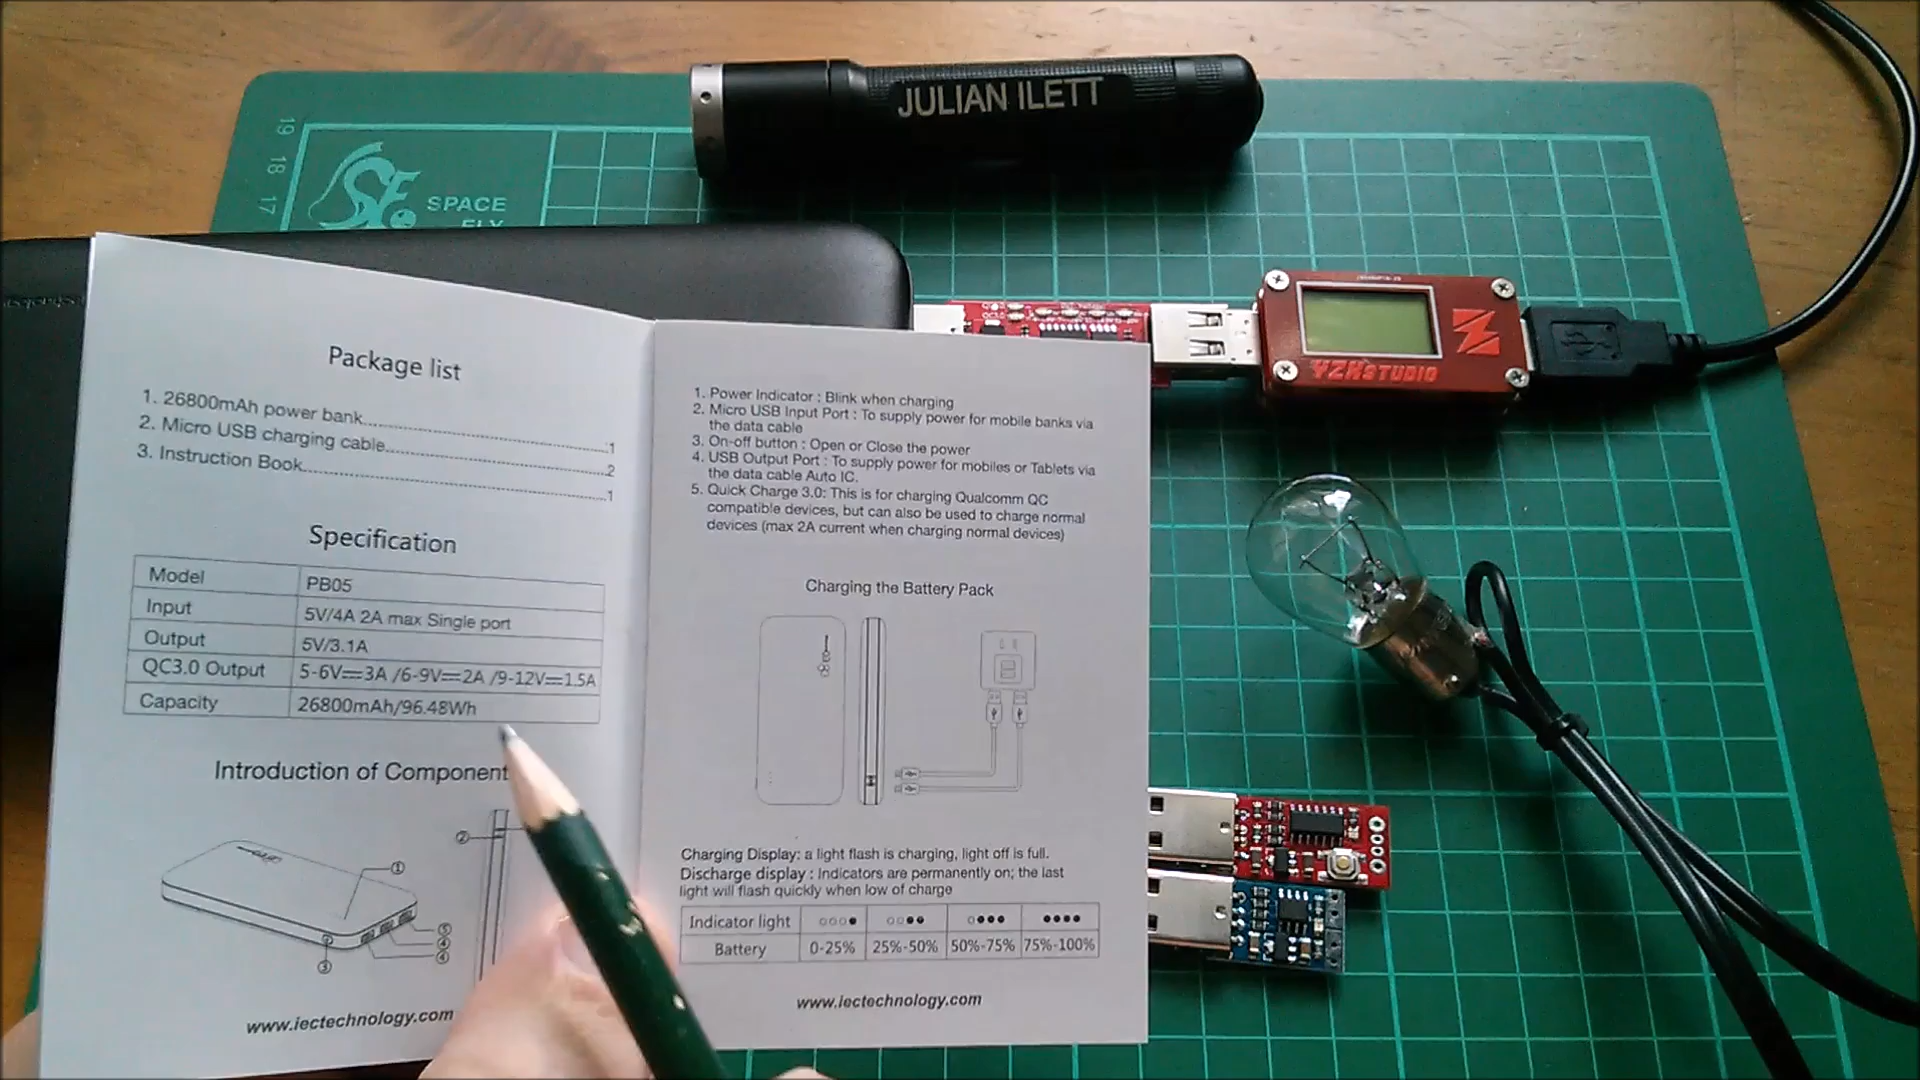 JULIAN ILETT
19
18
17
SPACE
YZXSTUDIO
Package list
1. 26800mAh power bank..................1
2. Micro USB charging cable..................2
3. Instruction Book..................1
Specification
Model PB05
Input 5V/4A 2A max Single port
Output 5V/3.1A
QC3.0 Output 5-6V⎓3A /6-9V⎓2A /9-12V⎓1.5A
Capacity 26800mAh/96.48Wh
Introduction of Component
②
①
⑤
④
④
③
www.iectechnology.com
1. Power Indicator : Blink when charging
2. Micro USB Input Port : To supply power for mobile banks via
the data cable
3. On-off button : Open or Close the power
4. USB Output Port : To supply power for mobiles or Tablets via
the data cable Auto IC.
5. Quick Charge 3.0: This is for charging Qualcomm QC
compatible devices, but can also be used to charge normal
devices (max 2A current when charging normal devices)
Charging the Battery Pack
Charging Display: a light flash is charging, light off is full.
Discharge display : Indicators are permanently on; the last
light will flash quickly when low of charge
Indicator light ○○○● ○○●● ○●●● ●●●●
Battery 0-25% 25%-50% 50%-75% 75%-100%
www.iectechnology.com